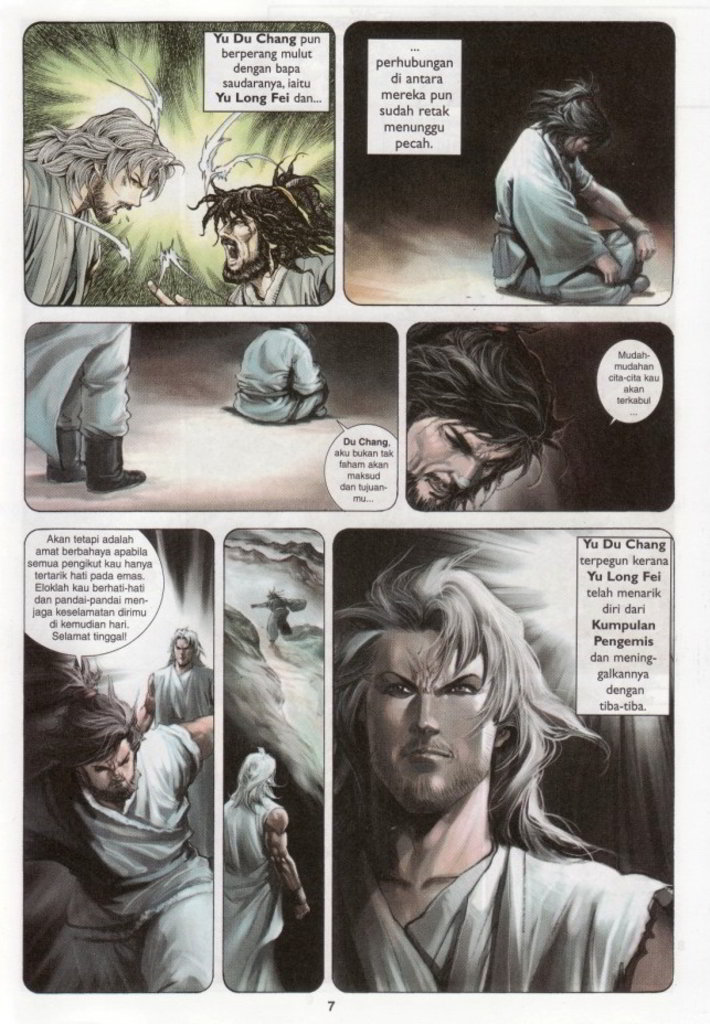 Yu Du Chang pun
berperang mulut
dengan bapa
saudaranya, iaitu
Yu Long Fei dan...
...
perhubungan
di antara
mereka pun
sudah retak
menunggu
pecah.
Du Chang,
aku bukan tak
faham akan
maksud
dan tujuan-
mu...
Mudah-
mudahan
cita-cita kau
akan
terkabul
...
Akan tetapi adalah
amat berbahaya apabila
semua pengikut kau hanya
tertarik hati pada emas.
Eloklah kau berhati-hati
dan pandai-pandai men-
jaga keselamatan dirimu
di kemudian hari.
Selamat tinggal!
Yu Du Chang
terpegun kerana
Yu Long Fei
telah menarik
diri dari
Kumpulan
Pengemis
dan mening-
galkannya
dengan
tiba-tiba.
7